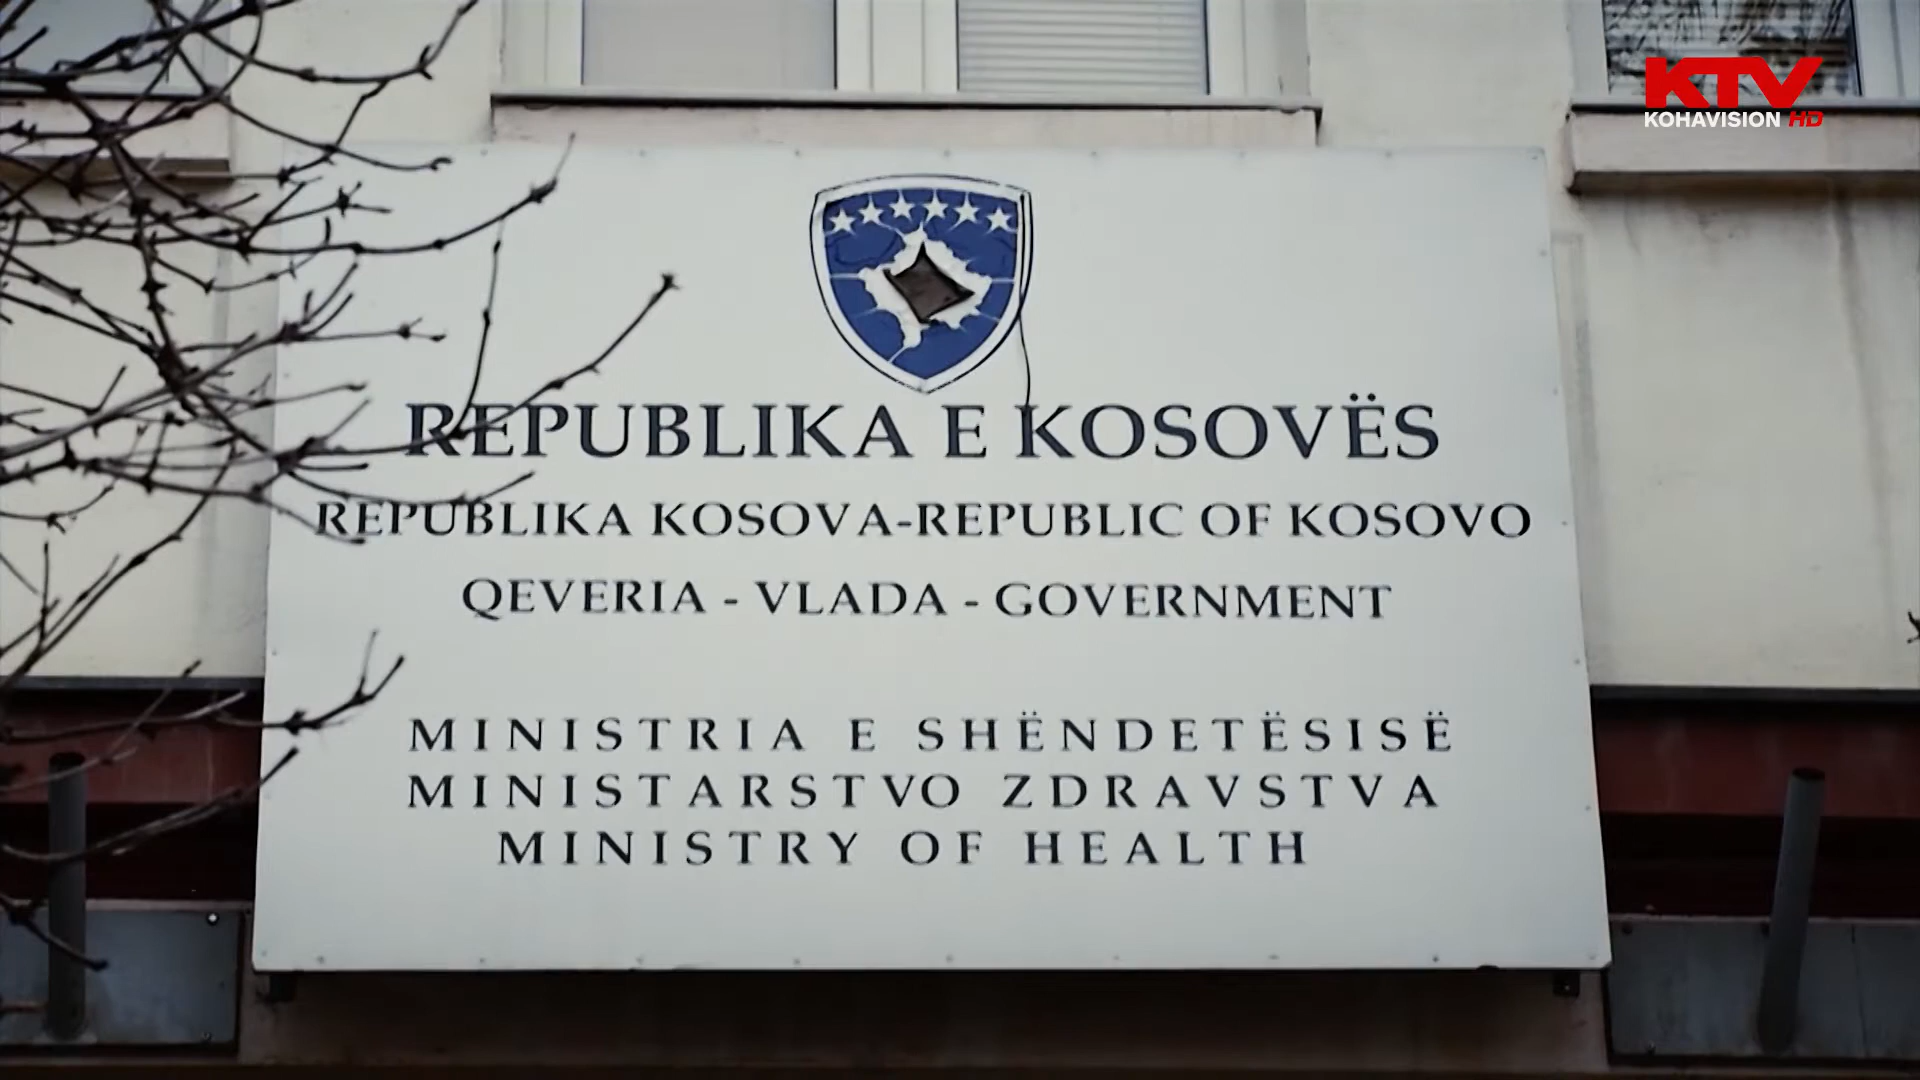 KTV
KOHAVISION HD
REPUBLIKA E KOSOVËS
REPUBLIKA KOSOVA-REPUBLIC OF KOSOVO
QEVERIA - VLADA - GOVERNMENT
MINISTRIA E SHËNDETËSISË
MINISTARSTVO ZDRAVSTVA
MINISTRY OF HEALTH